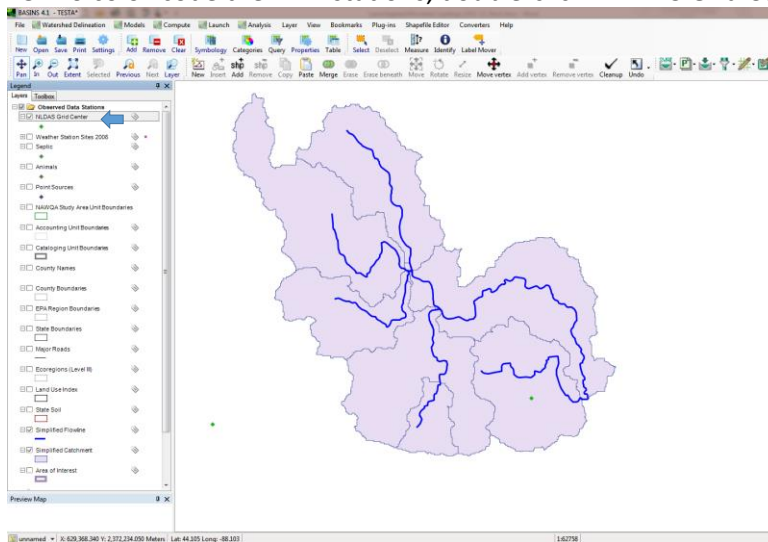 BASINS 4.1 - TESTA*
File Watershed Delineation Models Compute Launch Analysis Layer View Bookmarks Plug-ins Shapefile Editor Converters Help
New Open Save Print Settings Add Remove Clear Symbology Categories Query Properties Table Select Deselect Measure Identify Label Mover
Pan In Out Extent Selected Previous Next Layer New Insert Add Remove Copy Paste Merge Erase Erase beneath Move Rotate Resize Move vertex Add vertex Remove vertex Cleanup Undo
Legend
Layers Toolbox
Observed Data Stations
NLDAS Grid Center
Weather Station Sites 2006
Septic
Animals
Point Sources
NAWQA Study Area Unit Boundaries
Accounting Unit Boundaries
Cataloging Unit Boundaries
County Names
County Boundaries
EPA Region Boundaries
State Boundaries
Major Roads
Ecoregions (Level III)
Land Use Index
State Soil
Simplified Flowline
Simplified Catchment
Area of Interest
Preview Map
unnamed X: 629,368.340 Y: 2,372,234.050 Meters Lat: 44.105 Long: -88.103 1:62758